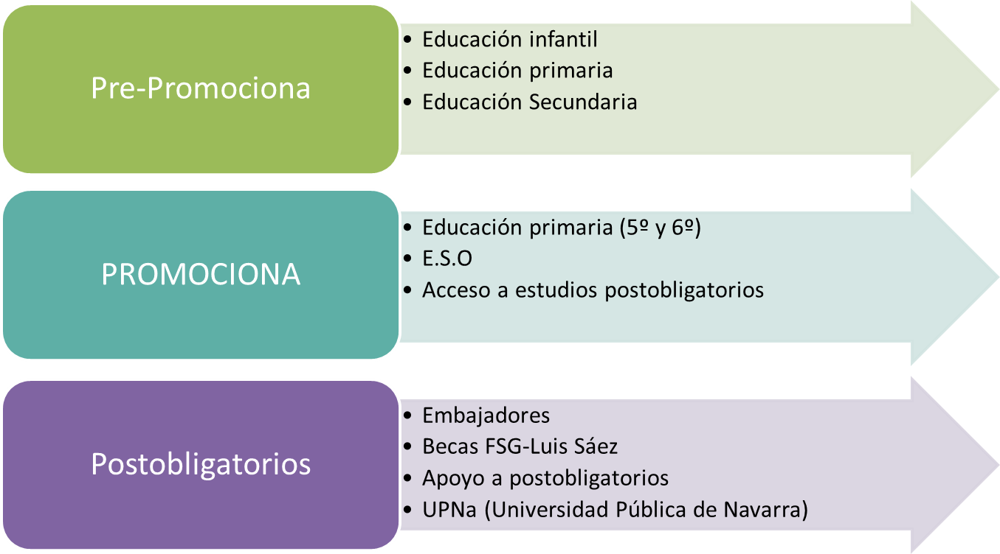 Pre-Promociona
• Educación infantil
• Educación primaria
• Educación Secundaria
PROMOCIONA
• Educación primaria (5º y 6º)
• E.S.O
• Acceso a estudios postobligatorios
Postobligatorios
• Embajadores
• Becas FSG-Luis Sáez
• Apoyo a postobligatorios
• UPNa (Universidad Pública de Navarra)